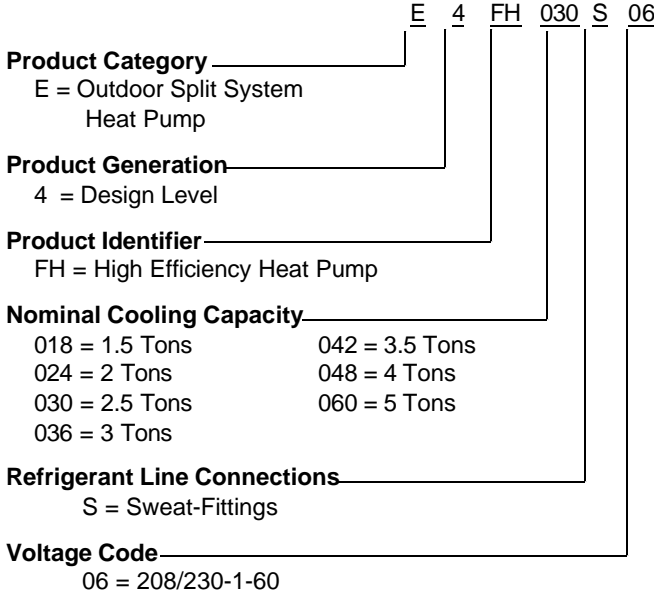 E 4 FH 030 S 06
Product Category
E = Outdoor Split System
Heat Pump
Product Generation
4 = Design Level
Product Identifier
FH = High Efficiency Heat Pump
Nominal Cooling Capacity
018 = 1.5 Tons 042 = 3.5 Tons
024 = 2 Tons 048 = 4 Tons
030 = 2.5 Tons 060 = 5 Tons
036 = 3 Tons
Refrigerant Line Connections
S = Sweat-Fittings
Voltage Code
06 = 208/230-1-60